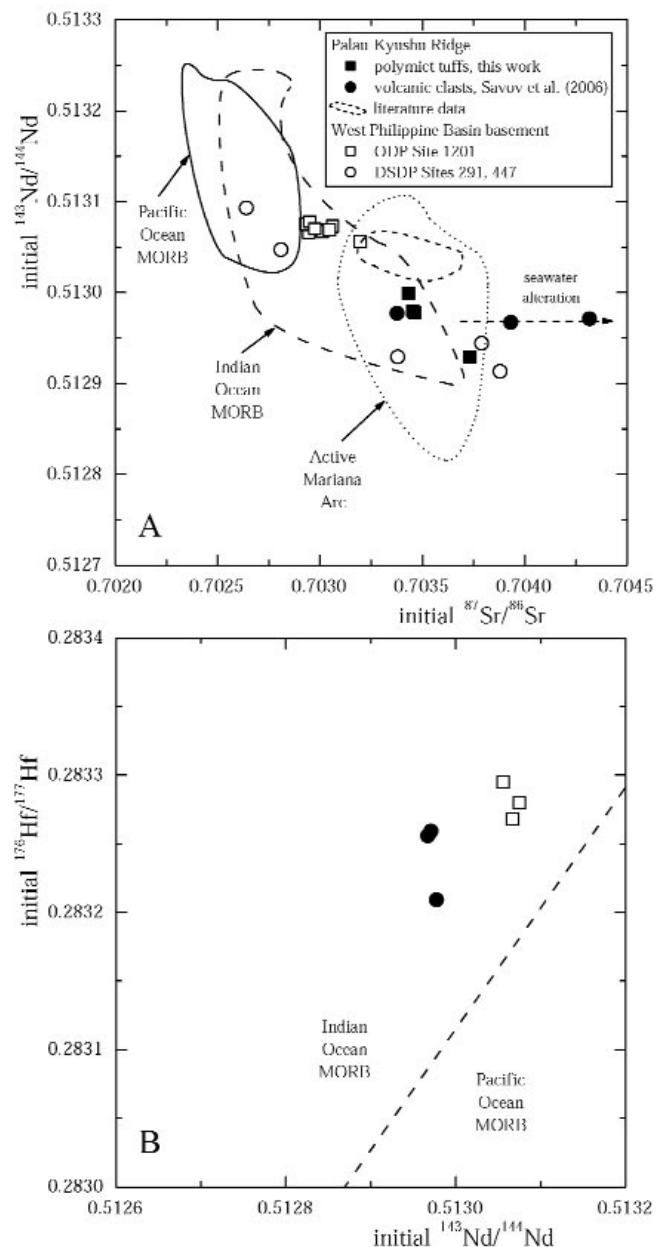 0.5133
0.5132
0.5131
0.5130
0.5129
0.5128
0.5127
initial ¹⁴³Nd/¹⁴⁴Nd
Palau Kyushu Ridge
polymict tuffs, this work
volcanic clasts, Savov et al. (2006)
literature data
West Philippine Basin basement
ODP Site 1201
DSDP Sites 291, 447
Pacific
Ocean
MORB
seawater
alteration
Indian
Ocean
MORB
Active
Mariana
Arc
A
0.7020 0.7025 0.7030 0.7035 0.7040 0.7045
initial ⁸⁷Sr/⁸⁶Sr
0.2834
0.2833
0.2832
0.2831
0.2830
initial ¹⁷⁶Hf/¹⁷⁷Hf
Indian
Ocean
MORB
Pacific
Ocean
MORB
B
0.5126 0.5128 0.5130 0.5132
initial ¹⁴³Nd/¹⁴⁴Nd